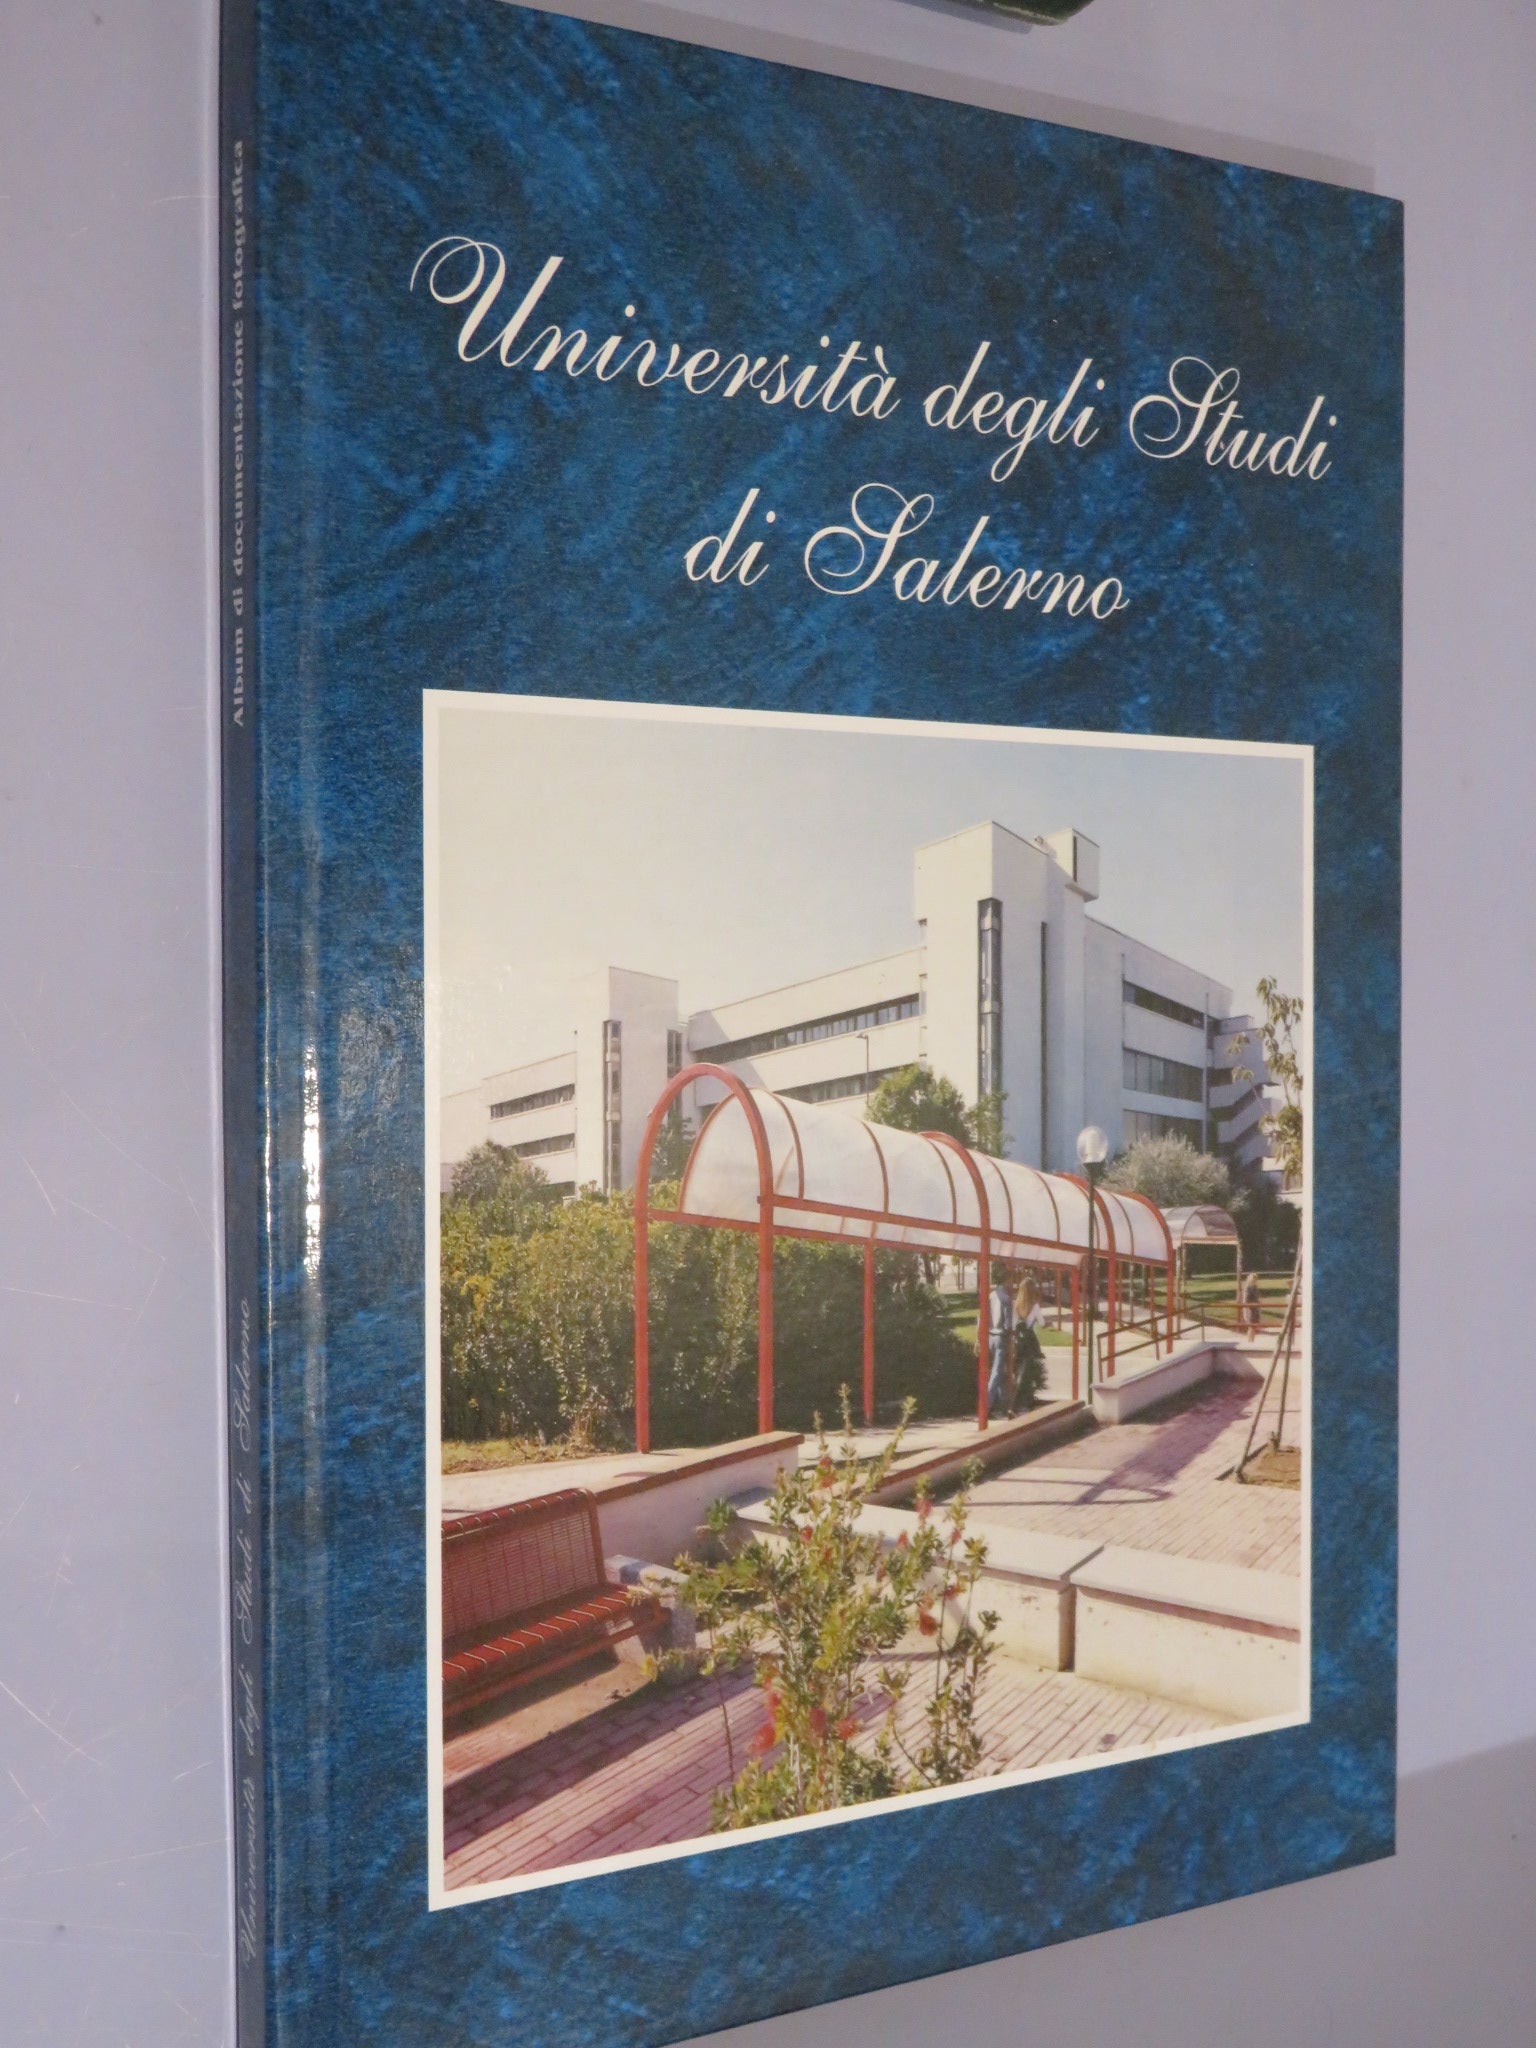 Università degli Studi
di Salerno
Università degli Studi di Salerno
Album di documentazione fotografica